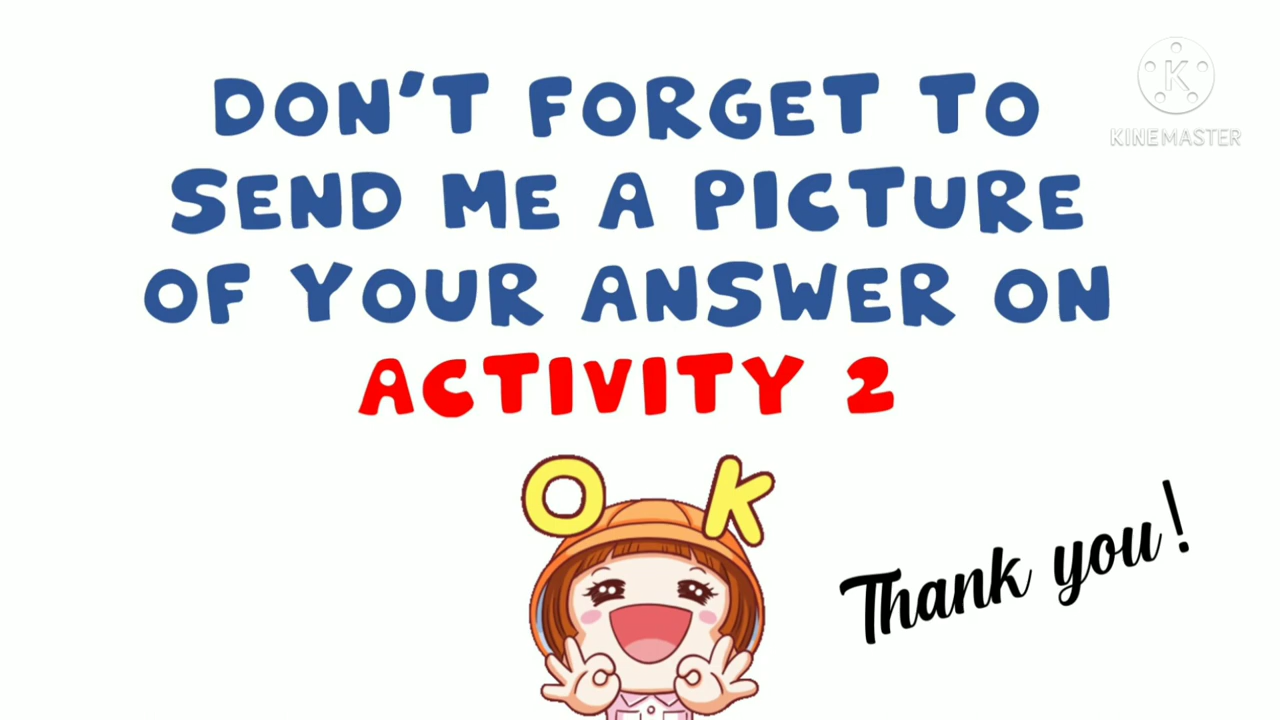 DON'T FORGET TO
SEND ME A PICTURE
OF YOUR ANSWER ON
ACTIVITY 2
OK
Thank you!
K
KINEMASTER